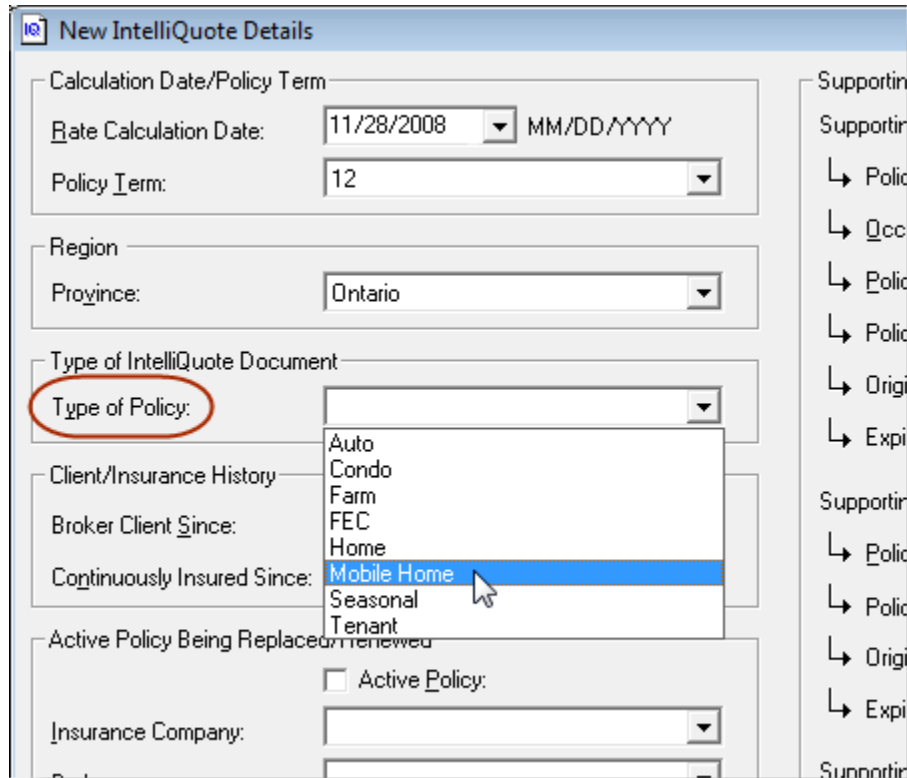 IQ New IntelliQuote Details
Calculation Date/Policy Term
Rate Calculation Date: 11/28/2008 MM/DD/YYYY
Policy Term: 12
Region
Province: Ontario
Type of IntelliQuote Document
Type of Policy:
Auto
Condo
Farm
FEC
Home
Mobile Home
Seasonal
Tenant
Client/Insurance History
Broker Client Since:
Continuously Insured Since:
Active Policy Being Replaced/Renewed
Active Policy:
Insurance Company:
Supportin
Supportin
Polic
Occ
Polic
Polic
Origi
Expi
Supportin
Polic
Polic
Origi
Expi
Supportin